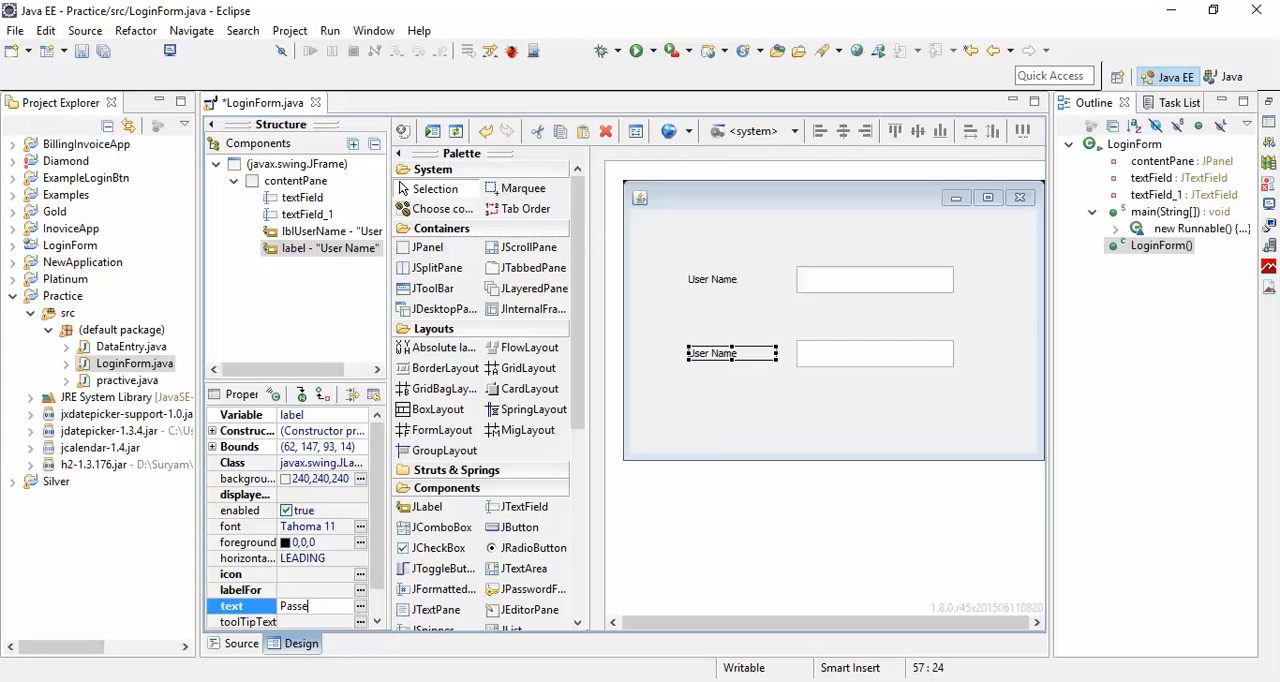 Java EE - Practice/src/LoginForm.java - Eclipse
File Edit Source Refactor Navigate Search Project Run Window Help
Quick Access
Java EE
Java
Project Explorer
BillingInvoiceApp
Diamond
ExampleLoginBtn
Examples
Gold
InoviceApp
LoginForm
NewApplication
Platinum
Practice
src
(default package)
DataEntry.java
LoginForm.java
practive.java
JRE System Library [JavaSE-
jxdatepicker-support-1.0.ja
jdatepicker-1.3.4.jar - C:\Us
jcalendar-1.4.jar
h2-1.3.176.jar - D:\Suryam\
Silver
*LoginForm.java
Structure
Components
(javax.swing.JFrame)
contentPane
textField
textField_1
lblUserName - "User
label - "User Name"
Proper
Variable label
Construc... (Constructor pr
Bounds (62, 147, 93, 14)
Class javax.swing.JLa...
backgrou... 240,240,240
displaye...
enabled true
font Tahoma 11
foreground 0,0,0
horizonta... LEADING
icon
labelFor
text Passe
toolTipText
Source Design
<system>
Palette
System
Selection Marquee
Choose co... Tab Order
Containers
JPanel JScrollPane
JSplitPane JTabbedPane
JToolBar JLayeredPane
JDesktopPa... JInternalFra...
Layouts
Absolute la... FlowLayout
BorderLayout GridLayout
GridBagLay... CardLayout
BoxLayout SpringLayout
FormLayout MigLayout
GroupLayout
Struts & Springs
Components
JLabel JTextField
JComboBox JButton
JCheckBox JRadioButton
JToggleBut... JTextArea
JFormatted... JPasswordF...
JTextPane JEditorPane
JSpinner JList
User Name
User Name
1.8.0.r45x201506110820
Outline Task List
LoginForm
contentPane : JPanel
textField : JTextField
textField_1 : JTextField
main(String[]) : void
new Runnable() {...}
LoginForm()
Writable Smart Insert 57 : 24